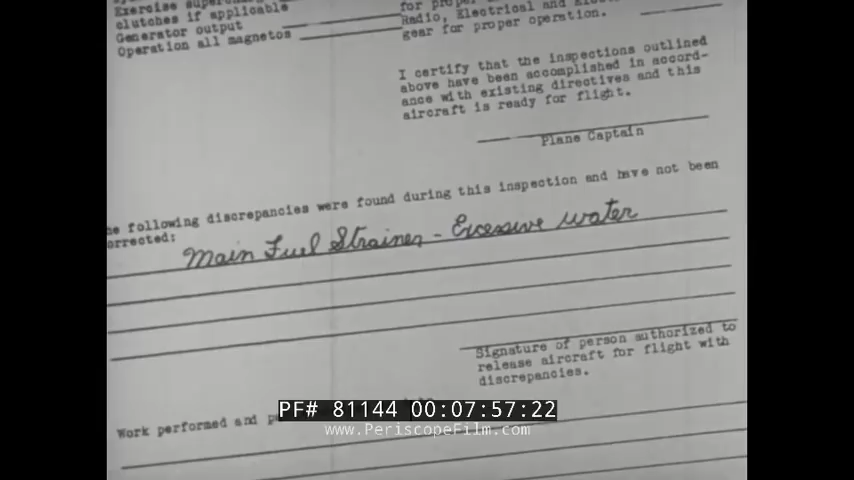 Exercise
clutches if applicable
Generator output
Operation all magnetos
for
Radio, Electrical and
gear for proper operation.
I certify that the inspections outlined
above have been accomplished in accord-
ance with existing directives and this
aircraft is ready for flight.
Plane Captain
he following discrepancies were found during this inspection and have not been
orrected:
Main Fuel Strainer - Excessive water
Signature of person authorized to
release aircraft for flight with
discrepancies.
Work performed and p
PF# 81144 00:07:57:22
www.PeriscopeFilm.com